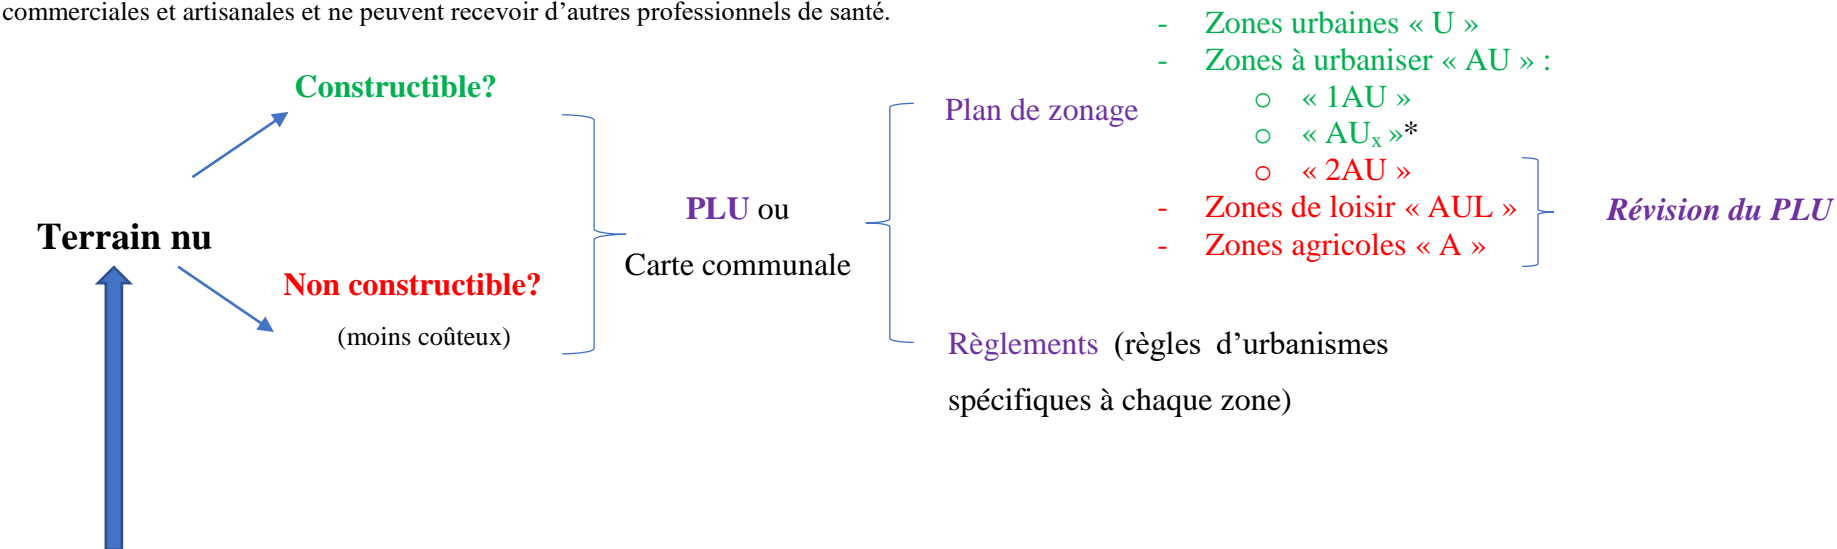 commerciales et artisanales et ne peuvent recevoir d’autres professionnels de santé.
Terrain nu
Constructible?
Non constructible?
(moins coûteux)
PLU ou
Carte communale
Plan de zonage
- Zones urbaines « U »
- Zones à urbaniser « AU » :
o « 1AU »
o « AUx »*
o « 2AU »
- Zones de loisir « AUL »
- Zones agricoles « A »
Révision du PLU
Règlements (règles d’urbanismes
spécifiques à chaque zone)